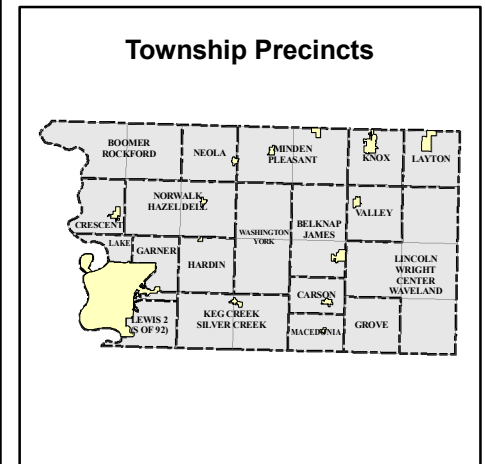 Township Precincts
BOOMER
ROCKFORD
NEOLA
MINDEN
PLEASANT
KNOX
LAYTON
NORWALK
HAZEL DELL
CRESCENT
LAKE
GARNER
HARDIN
WASHINGTON
YORK
BELKNAP
JAMES
VALLEY
LINCOLN
WRIGHT
CENTER
WAVELAND
CARSON
KEG CREEK
SILVER CREEK
LEWIS 2
(S OF 92)
MACEDONIA
GROVE